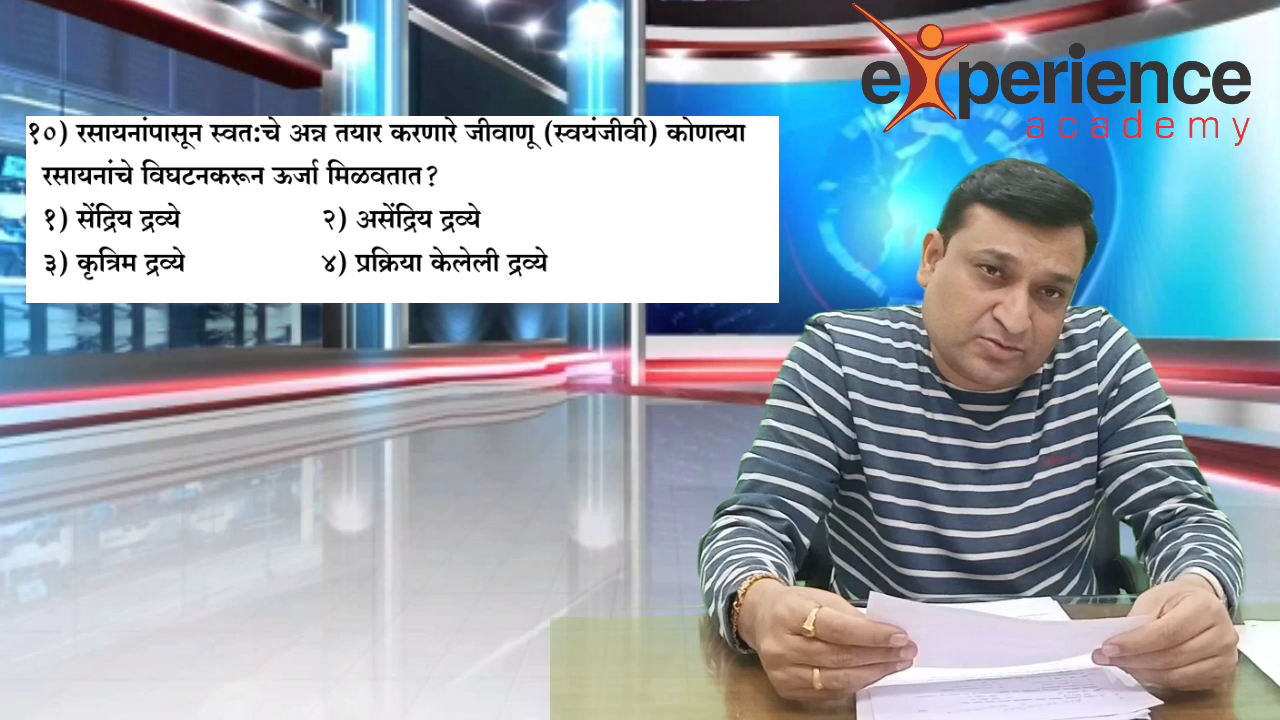 experience
academy
१०) रसायनांपासून स्वत:चे अन्न तयार करणारे जीवाणू (स्वयंजीवी) कोणत्या
रसायनांचे विघटनकरून ऊर्जा मिळवतात?
१) सेंद्रिय द्रव्ये २) असेंद्रिय द्रव्ये
३) कृत्रिम द्रव्ये ४) प्रक्रिया केलेली द्रव्ये